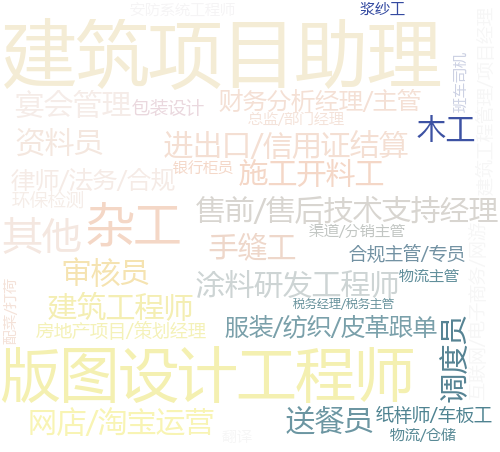 安防系统工程师
浆纱工
建筑项目助理
班车司机
宴会管理
包装设计
财务分析经理/主管
总监/部门经理
木工
资料员
进出口/信用证结算
银行柜员
施工开料工
律师/法务/合规
环保检测
售前/售后技术支持经理
杂工
其他
渠道/分销主管
手缝工
合规主管/专员
审核员
涂料研发工程师
物流主管
配菜/打荷
建筑工程师
税务经理/税务主管
房地产项目/策划经理
服装/纺织/皮革跟单
调度员
版图设计工程师
网店/淘宝运营
送餐员
纸样师/车板工
物流/仓储
翻译